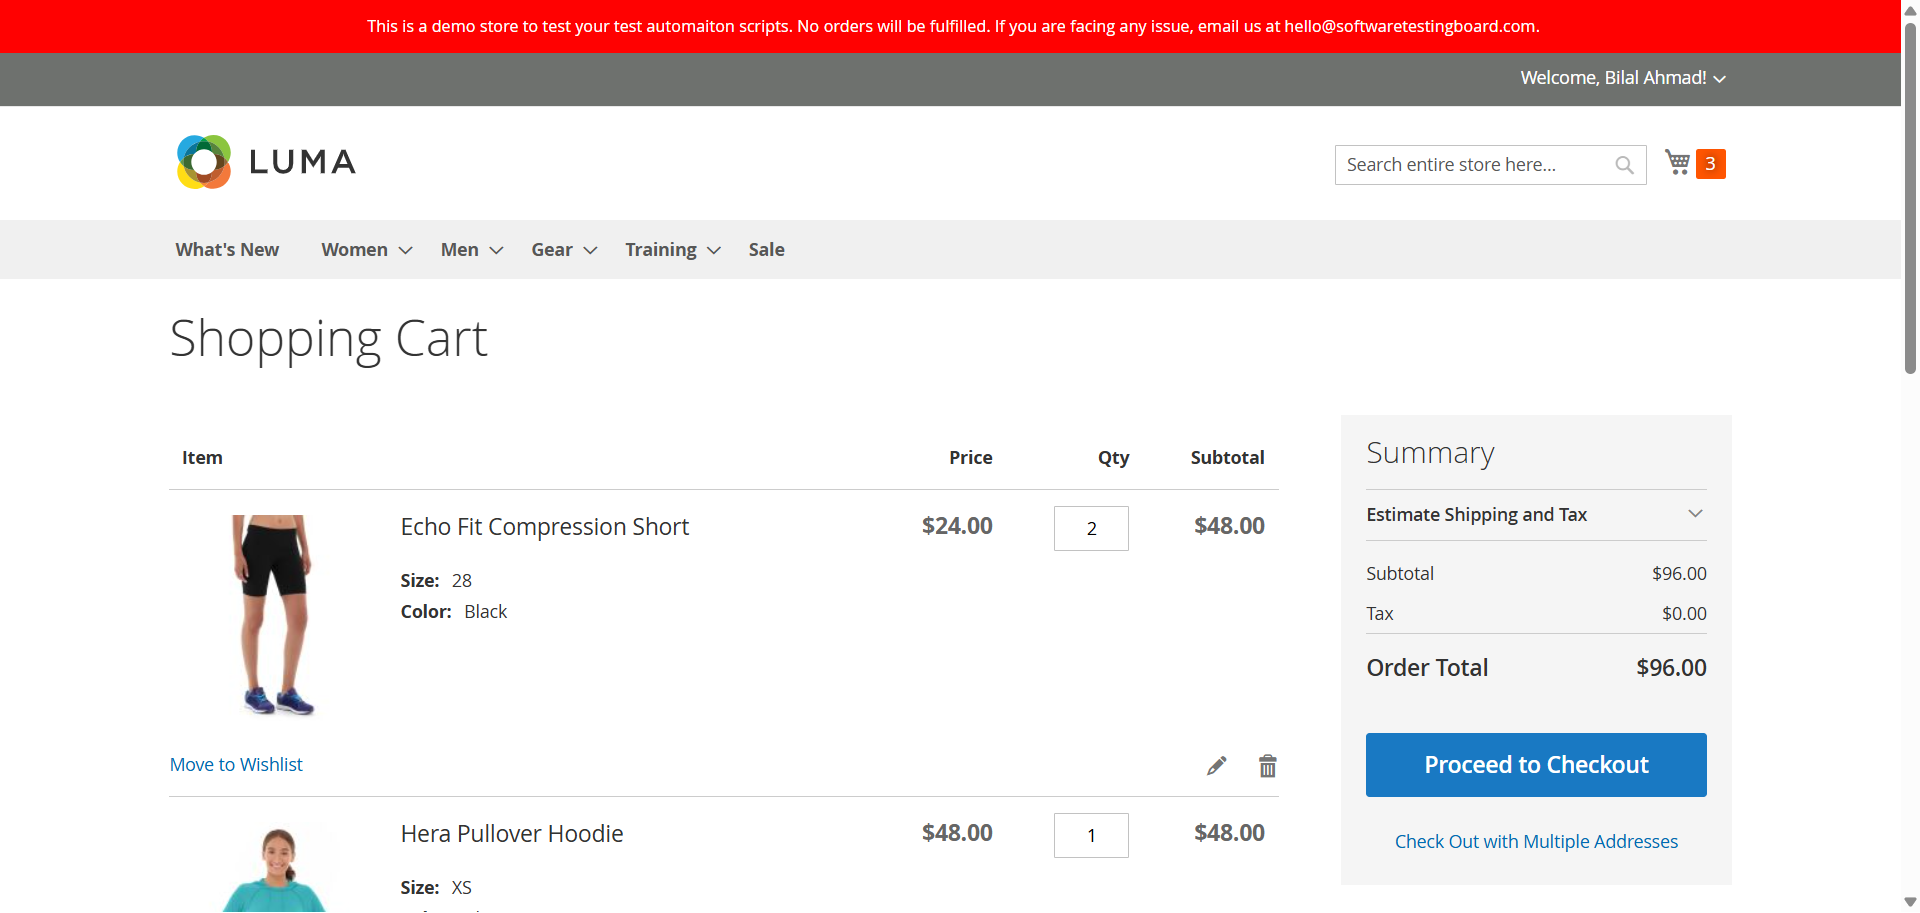 This is a demo store to test your test automaiton scripts. No orders will be fulfilled. If you are facing any issue, email us at hello@softwaretestingboard.com.
Welcome, Bilal Ahmad!
LUMA
Search entire store here...
3
What's New Women Men Gear Training Sale
Shopping Cart
Item Price Qty Subtotal
Echo Fit Compression Short $24.00 2 $48.00
Size: 28
Color: Black
Move to Wishlist
Hera Pullover Hoodie $48.00 1 $48.00
Size: XS
Summary
Estimate Shipping and Tax
Subtotal $96.00
Tax $0.00
Order Total $96.00
Proceed to Checkout
Check Out with Multiple Addresses